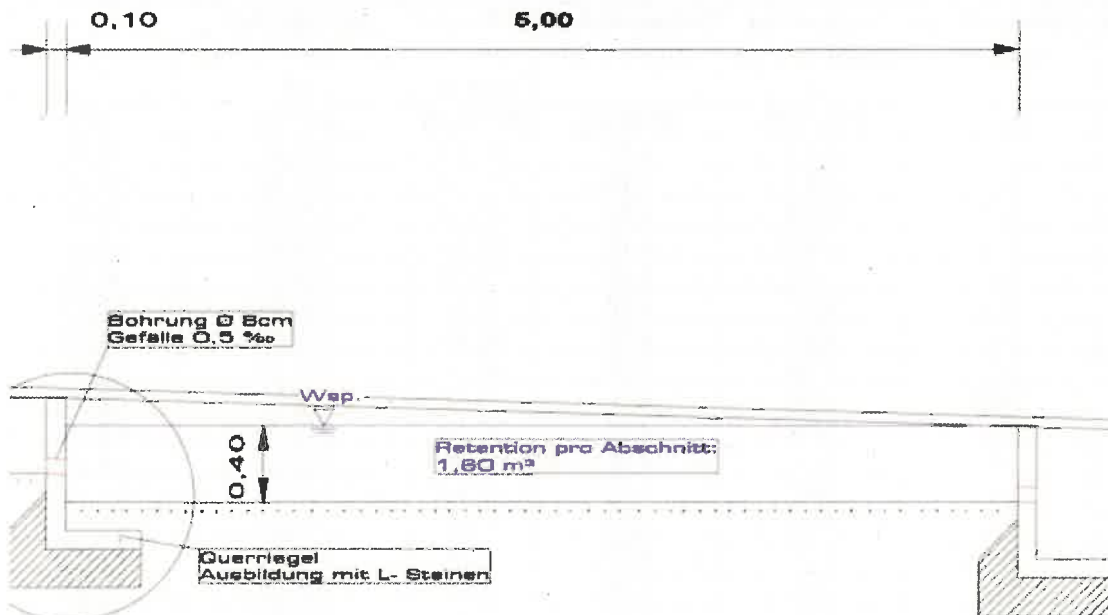 0,10
5,00
Bohrung Ø 8cm
Gefälle 0,5 ‰
Wsp.
0,40
Retention pro Abschnitt:
1,60 m³
Querriegel
Ausbildung mit L- Steinen